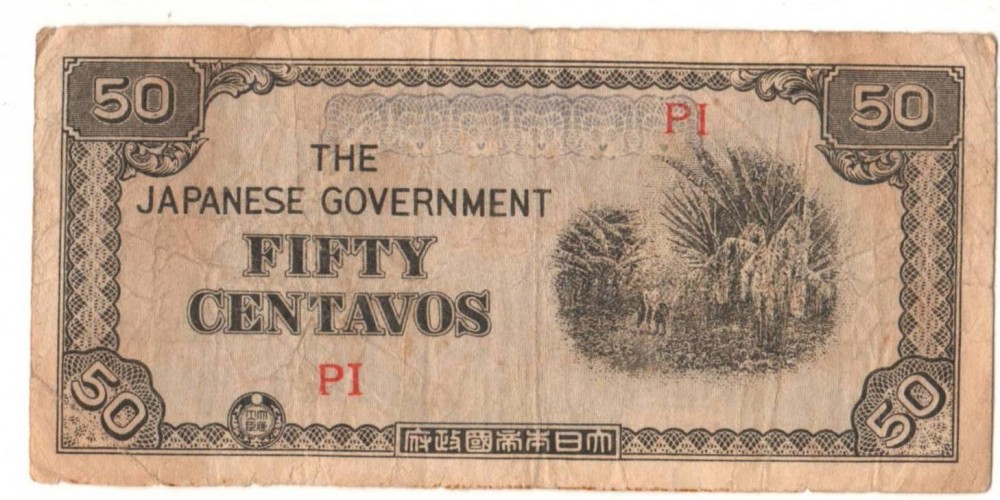 50
50
PI
THE
JAPANESE GOVERNMENT
FIFTY
CENTAVOS
PI
50
50
大日本帝國政府